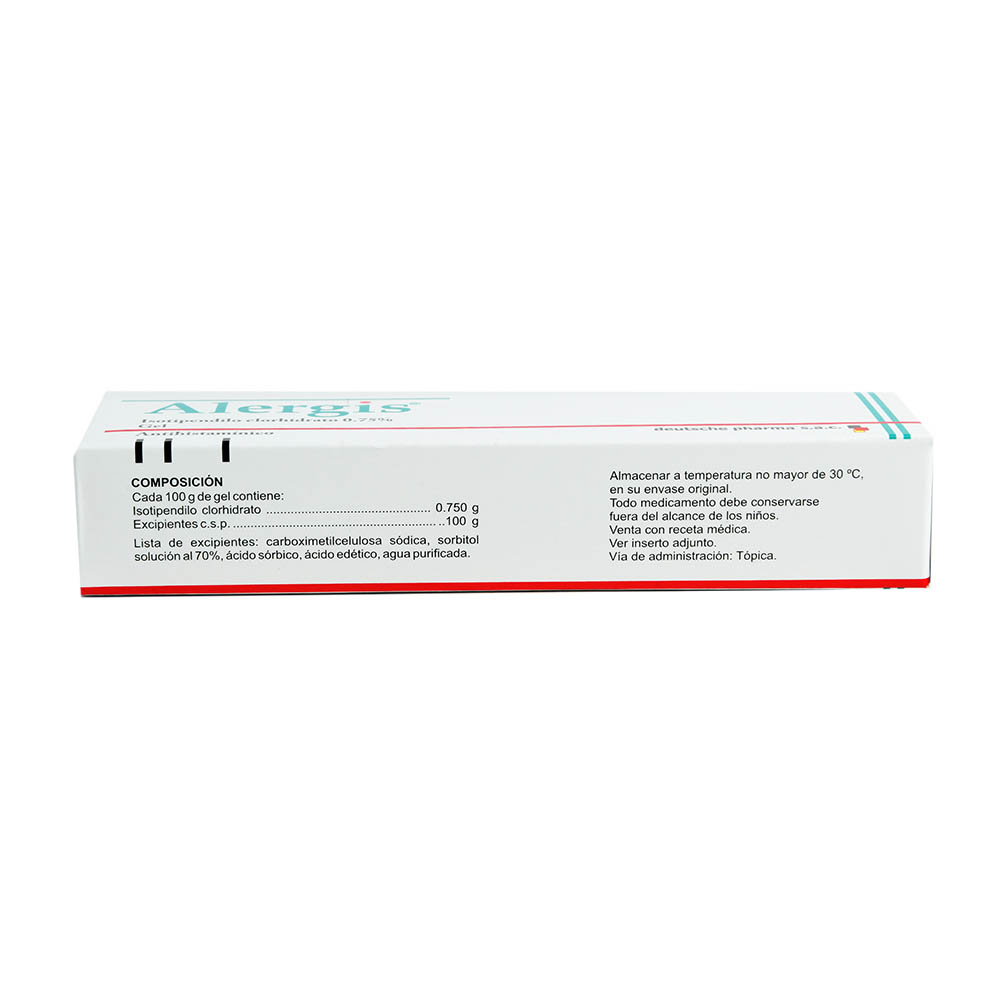 Alergis®
Isotipendilo clorhidrato 0.75%
Gel
Antihistamínico
deutsche pharma s.a.c.
COMPOSICIÓN
Cada 100 g de gel contiene:
Isotipendilo clorhidrato ................................................. 0.750 g
Excipientes c.s.p. ..............................................................100 g
Lista de excipientes: carboximetilcelulosa sódica, sorbitol
solución al 70%, ácido sórbico, ácido edético, agua purificada.
Almacenar a temperatura no mayor de 30 ºC,
en su envase original.
Todo medicamento debe conservarse
fuera del alcance de los niños.
Venta con receta médica.
Ver inserto adjunto.
Vía de administración: Tópica.